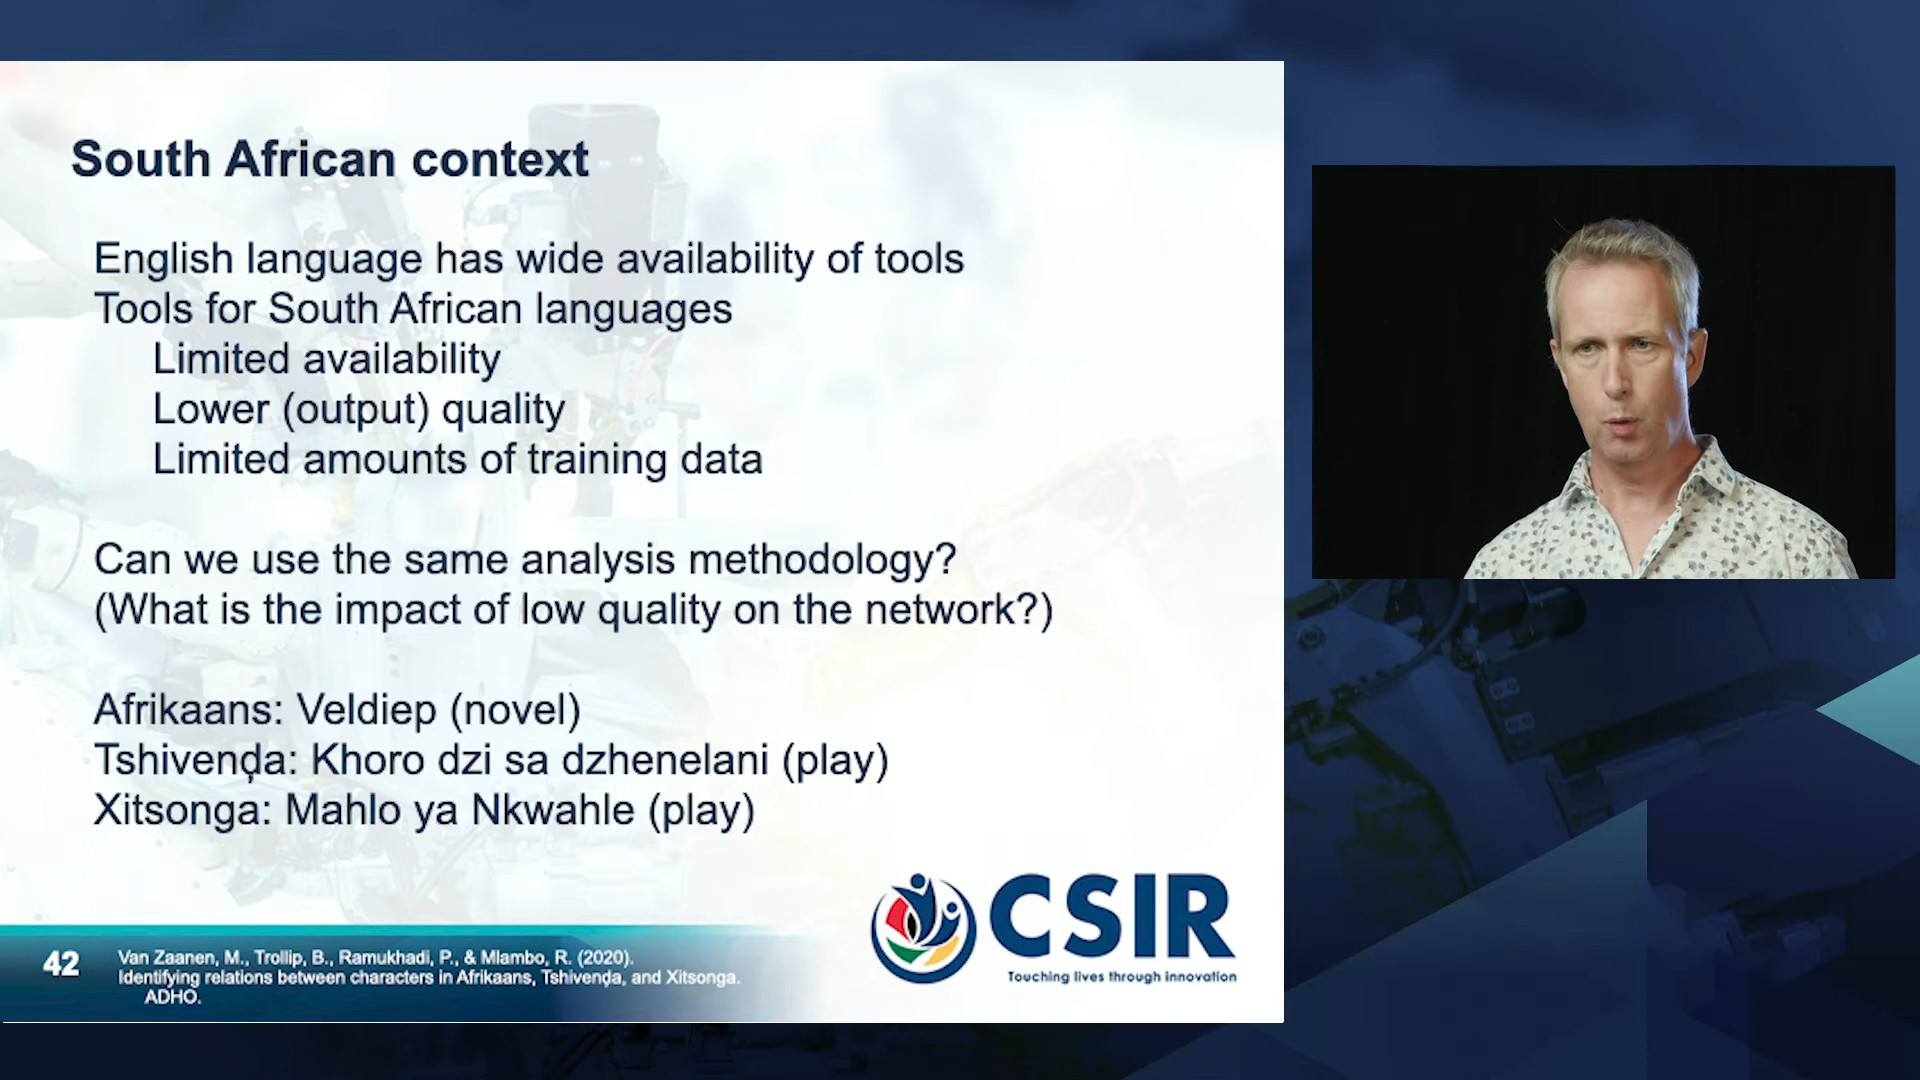 South African context
English language has wide availability of tools
Tools for South African languages
Limited availability
Lower (output) quality
Limited amounts of training data
Can we use the same analysis methodology?
(What is the impact of low quality on the network?)
Afrikaans: Veldiep (novel)
Tshivenḓa: Khoro dzi sa dzhenelani (play)
Xitsonga: Mahlo ya Nkwahle (play)
CSIR
Touching lives through innovation
42
Van Zaanen, M., Trollip, B., Ramukhadi, P., & Mlambo, R. (2020).
Identifying relations between characters in Afrikaans, Tshivenḓa, and Xitsonga.
ADHO.